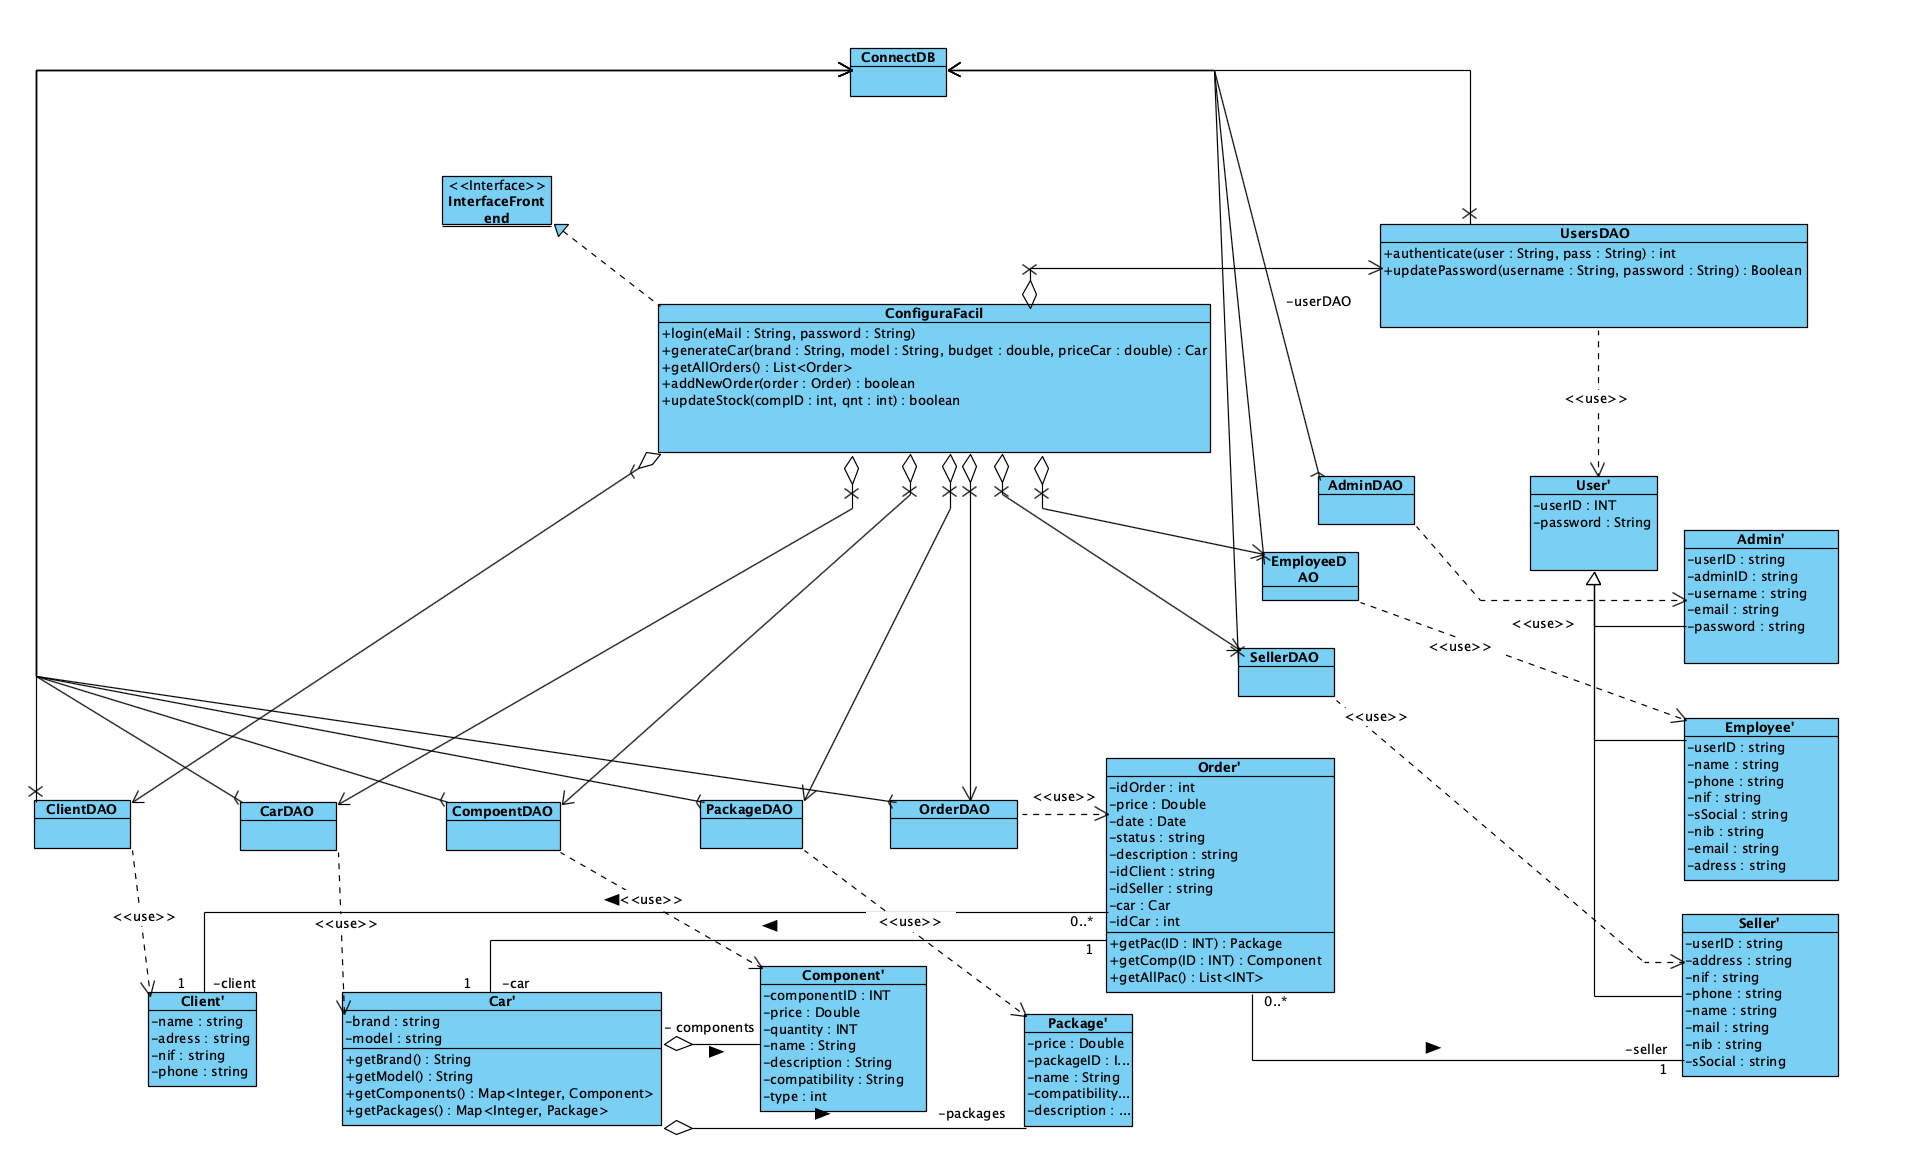 ConnectDB
<<Interface>>
InterfaceFront
end
UsersDAO
+authenticate(user : String, pass : String) : int
+updatePassword(username : String, password : String) : Boolean
-userDAO
ConfiguraFacil
+login(eMail : String, password : String)
+generateCar(brand : String, model : String, budget : double, priceCar : double) : Car
+getAllOrders() : List<Order>
+addNewOrder(order : Order) : boolean
+updateStock(compID : int, qnt : int) : boolean
<<use>>
AdminDAO
User'
-userID : INT
-password : String
Admin'
-userID : string
-adminID : string
-username : string
-email : string
-password : string
EmployeeD
AO
<<use>>
<<use>>
SellerDAO
<<use>>
Employee'
-userID : string
-name : string
-phone : string
-nif : string
-sSocial : string
-nib : string
-email : string
-adress : string
ClientDAO
CarDAO
CompoentDAO
PackageDAO
OrderDAO
<<use>>
Order'
-idOrder : int
-price : Double
-date : Date
-status : string
-description : string
-idClient : string
-idSeller : string
-car : Car
-idCar : int
+getPac(ID : INT) : Package
+getComp(ID : INT) : Component
+getAllPac() : List<INT>
<<use>>
<<use>>
<<use>>
<<use>>
0..*
1
0..*
1
-client
1
-car
Seller'
-userID : string
-address : string
-nif : string
-phone : string
-name : string
-mail : string
-nib : string
-sSocial : string
-seller
1
Client'
-name : string
-adress : string
-nif : string
-phone : string
Car'
-brand : string
-model : string
+getBrand() : String
+getModel() : String
+getComponents() : Map<Integer, Component>
+getPackages() : Map<Integer, Package>
- components
Component'
-componentID : INT
-price : Double
-quantity : INT
-name : String
-description : String
-compatibility : String
-type : int
-packages
Package'
-price : Double
-packageID : I...
-name : String
-compatibility...
-description : ...